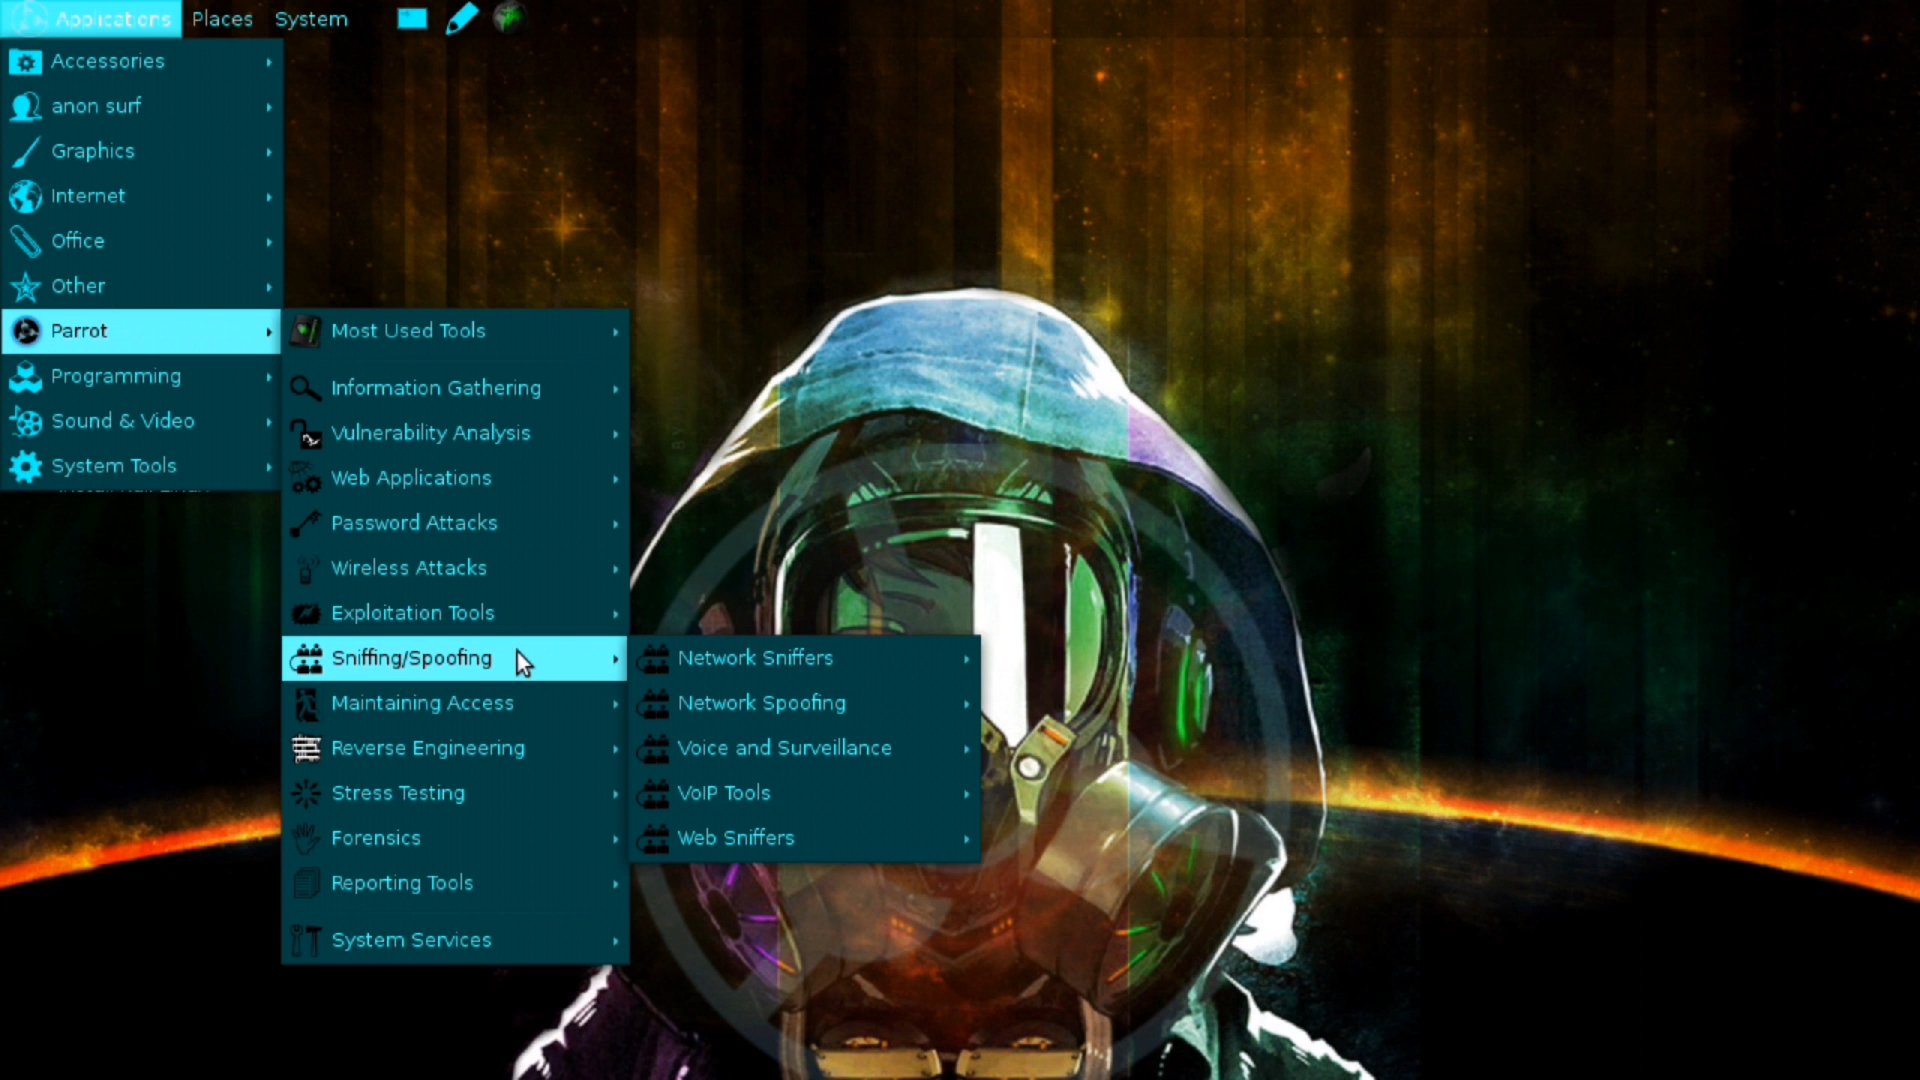 Applications Places System
Accessories
anon surf
Graphics
Internet
Office
Other
Parrot
Programming
Sound & Video
System Tools
Most Used Tools
Information Gathering
Vulnerability Analysis
Web Applications
Password Attacks
Wireless Attacks
Exploitation Tools
Sniffing/Spoofing
Maintaining Access
Reverse Engineering
Stress Testing
Forensics
Reporting Tools
System Services
Network Sniffers
Network Spoofing
Voice and Surveillance
VoIP Tools
Web Sniffers